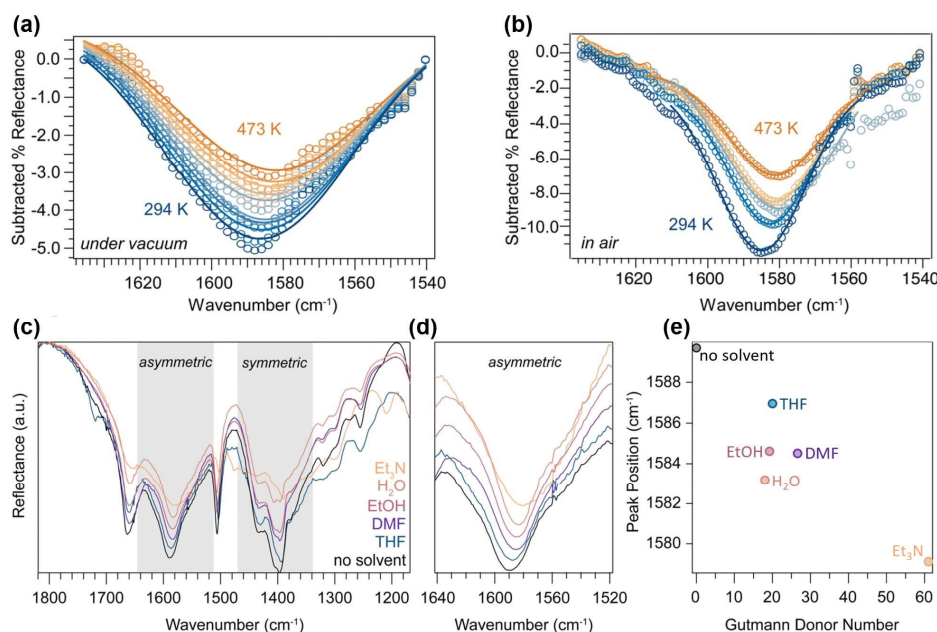 (a)
Subtracted % Reflectance
0.0
-1.0
-2.0
-3.0
-4.0
-5.0
473 K
294 K
under vacuum
1620 1600 1580 1560 1540
Wavenumber (cm⁻¹)
(b)
Subtracted % Reflectance
0.0
-2.0
-4.0
-6.0
-8.0
-10.0
473 K
294 K
in air
1620 1600 1580 1560 1540
Wavenumber (cm⁻¹)
(c)
Reflectance (a.u.)
asymmetric symmetric
Et₃N
H₂O
EtOH
DMF
THF
no solvent
1800 1700 1600 1500 1400 1300 1200
Wavenumber (cm⁻¹)
(d)
asymmetric
1640 1600 1560 1520
Wavenumber (cm⁻¹)
(e)
Peak Position (cm⁻¹)
1588
1586
1584
1582
1580
no solvent
THF
EtOH
DMF
H₂O
Et₃N
0 10 20 30 40 50 60
Gutmann Donor Number